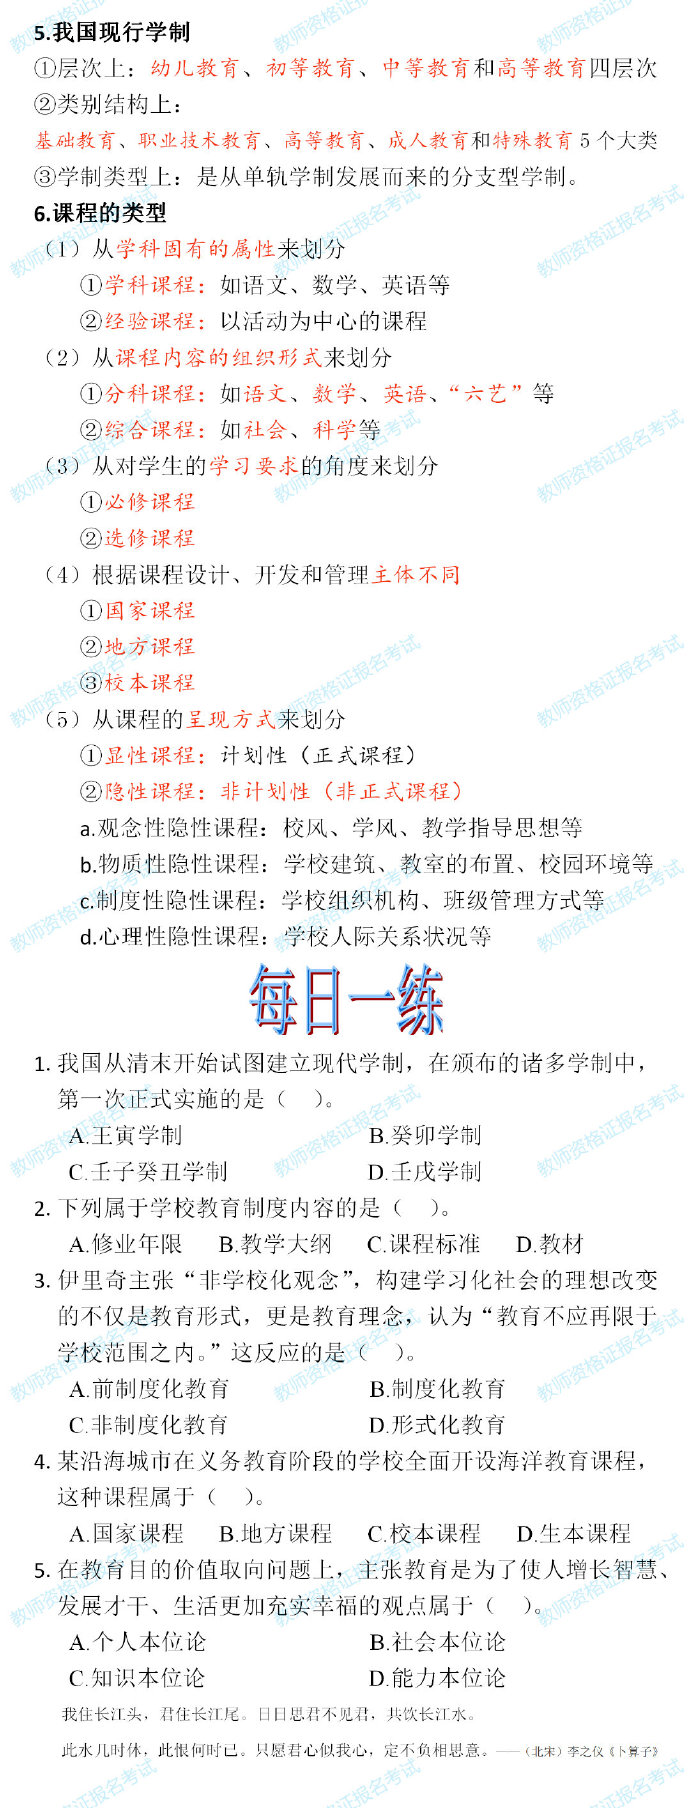 5.我国现行学制
①层次上：幼儿教育、初等教育、中等教育和高等教育四层次
②类别结构上：
基础教育、职业技术教育、高等教育、成人教育和特殊教育5个大类
③学制类型上：是从单轨学制发展而来的分支型学制。
6.课程的类型
（1）从学科固有的属性来划分
①学科课程：如语文、数学、英语等
②经验课程：以活动为中心的课程
（2）从课程内容的组织形式来划分
①分科课程：如语文、数学、英语、“六艺”等
②综合课程：如社会、科学等
（3）从对学生的学习要求的角度来划分
①必修课程
②选修课程
（4）根据课程设计、开发和管理主体不同
①国家课程
②地方课程
③校本课程
（5）从课程的呈现方式来划分
①显性课程：计划性（正式课程）
②隐性课程：非计划性（非正式课程）
a.观念性隐性课程：校风、学风、教学指导思想等
b.物质性隐性课程：学校建筑、教室的布置、校园环境等
c.制度性隐性课程：学校组织机构、班级管理方式等
d.心理性隐性课程：学校人际关系状况等
每日一练
1. 我国从清末开始试图建立现代学制，在颁布的诸多学制中，
第一次正式实施的是（ ）。
A.壬寅学制 B.癸卯学制
C.壬子癸丑学制 D.壬戌学制
2. 下列属于学校教育制度内容的是（ ）。
A.修业年限 B.教学大纲 C.课程标准 D.教材
3. 伊里奇主张“非学校化观念”，构建学习化社会的理想改变
的不仅是教育形式，更是教育理念，认为“教育不应再限于
学校范围之内。”这反应的是（ ）。
A.前制度化教育 B.制度化教育
C.非制度化教育 D.形式化教育
4. 某沿海城市在义务教育阶段的学校全面开设海洋教育课程，
这种课程属于（ ）。
A.国家课程 B.地方课程 C.校本课程 D.生本课程
5. 在教育目的价值取向问题上，主张教育是为了使人增长智慧、
发展才干、生活更加充实幸福的观点属于（ ）。
A.个人本位论 B.社会本位论
C.知识本位论 D.能力本位论
我住长江头，君住长江尾。日日思君不见君，共饮长江水。
此水几时休，此恨何时已。只愿君心似我心，定不负相思意。——（北宋）李之仪《卜算子》
教师资格证报名考试